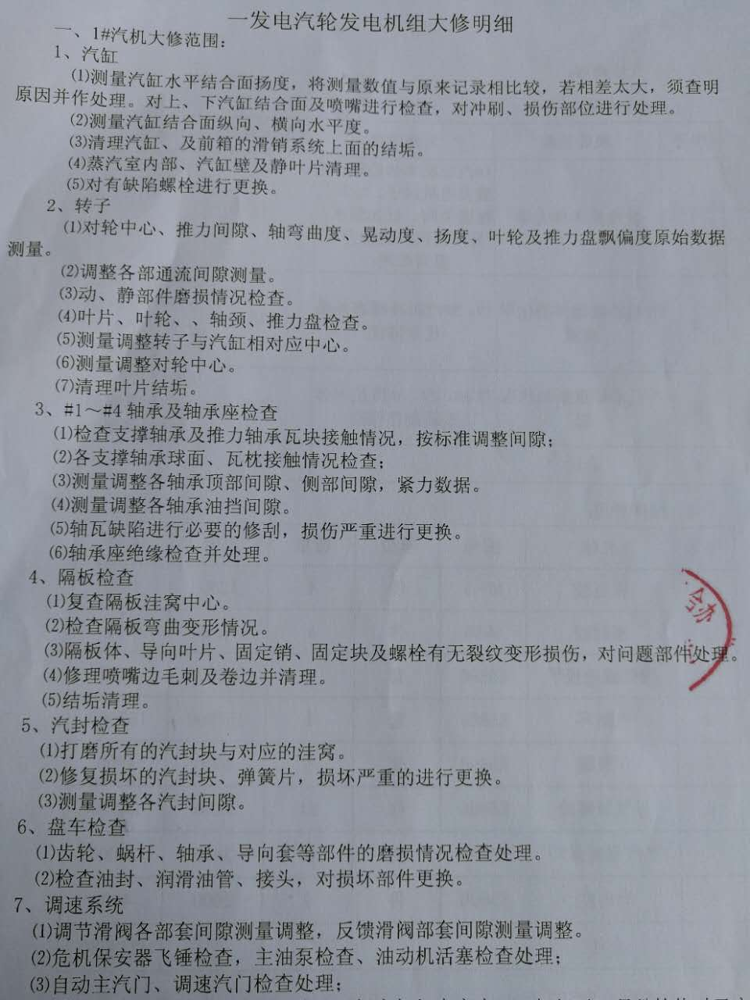 一发电汽轮发电机组大修明细
一、1#汽机大修范围：
1、汽缸
⑴测量汽缸水平结合面扬度，将测量数值与原来记录相比较，若相差太大，须查明
原因并作处理。对上、下汽缸结合面及喷嘴进行检查，对冲刷、损伤部位进行处理。
⑵测量汽缸结合面纵向、横向水平度。
⑶清理汽缸、及前箱的滑销系统上面的结垢。
⑷蒸汽室内部、汽缸壁及静叶片清理。
⑸对有缺陷螺栓进行更换。
2、转子
⑴对轮中心、推力间隙、轴弯曲度、晃动度、扬度、叶轮及推力盘飘偏度原始数据
测量。
⑵调整各部通流间隙测量。
⑶动、静部件磨损情况检查。
⑷叶片、叶轮、、轴颈、推力盘检查。
⑸测量调整转子与汽缸相对应中心。
⑹测量调整对轮中心。
⑺清理叶片结垢。
3、#1～#4 轴承及轴承座检查
⑴检查支撑轴承及推力轴承瓦块接触情况，按标准调整间隙；
⑵各支撑轴承球面、瓦枕接触情况检查；
⑶测量调整各轴承顶部间隙、侧部间隙，紧力数据。
⑷测量调整各轴承油挡间隙。
⑸轴瓦缺陷进行必要的修刮，损伤严重进行更换。
⑹轴承座绝缘检查并处理。
4、隔板检查
⑴复查隔板洼窝中心。
⑵检查隔板弯曲变形情况。
⑶隔板体、导向叶片、固定销、固定块及螺栓有无裂纹变形损伤，对问题部件处理。
⑷修理喷嘴边毛刺及卷边并清理。
⑸结垢清理。
5、汽封检查
⑴打磨所有的汽封块与对应的洼窝。
⑵修复损坏的汽封块、弹簧片，损坏严重的进行更换。
⑶测量调整各汽封间隙。
6、盘车检查
⑴齿轮、蜗杆、轴承、导向套等部件的磨损情况检查处理。
⑵检查油封、润滑油管、接头，对损坏部件更换。
7、调速系统
⑴调节滑阀各部套间隙测量调整，反馈滑阀部套间隙测量调整。
⑵危机保安器飞锤检查，主油泵检查、油动机活塞检查处理；
⑶自动主汽门、调速汽门检查处理；